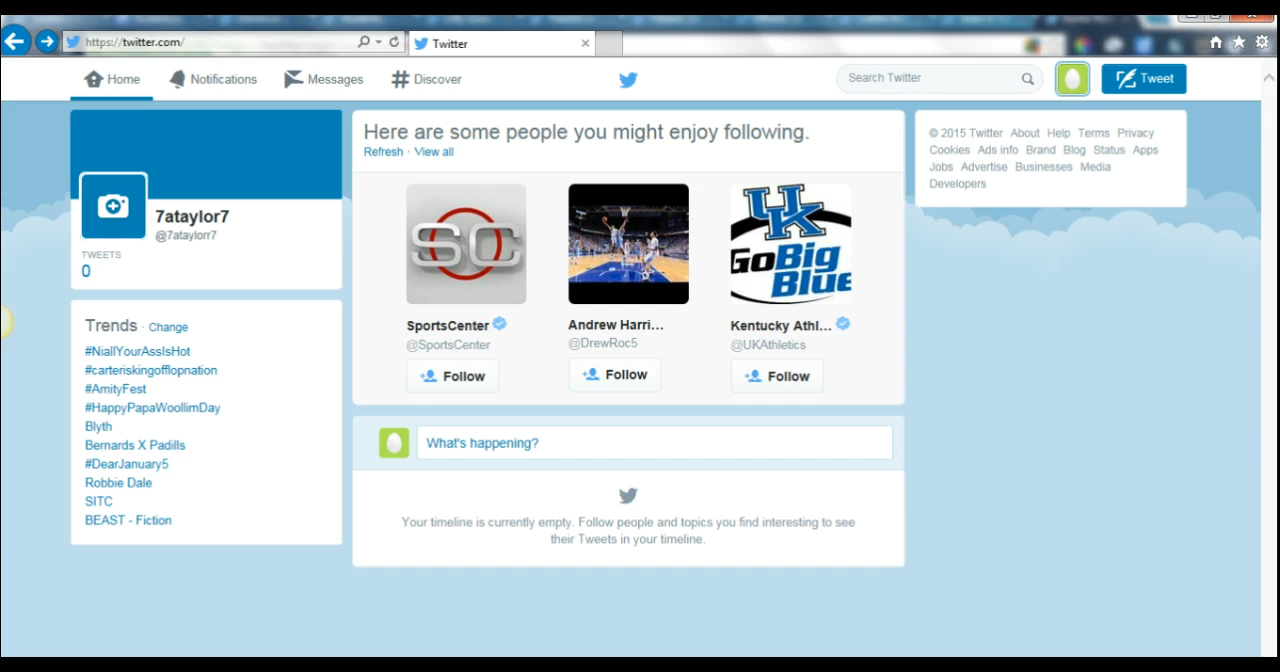 https://twitter.com/
Twitter
Home
Notifications
Messages
Discover
Search Twitter
Tweet
7ataylor7
@7ataylorr7
TWEETS
0
Trends · Change
#NiallYourAssIsHot
#carteriskingofflopnation
#AmityFest
#HappyPapaWoollimDay
Blyth
Bernards X Padills
#DearJanuary5
Robbie Dale
SITC
BEAST - Fiction
Here are some people you might enjoy following.
Refresh · View all
SC
SportsCenter
@SportsCenter
Follow
Andrew Harri...
@DrewRoc5
Follow
UK
Go Big
Blue
Kentucky Athl...
@UKAthletics
Follow
What's happening?
Your timeline is currently empty. Follow people and topics you find interesting to see
their Tweets in your timeline.
© 2015 Twitter About Help Terms Privacy
Cookies Ads info Brand Blog Status Apps
Jobs Advertise Businesses Media
Developers